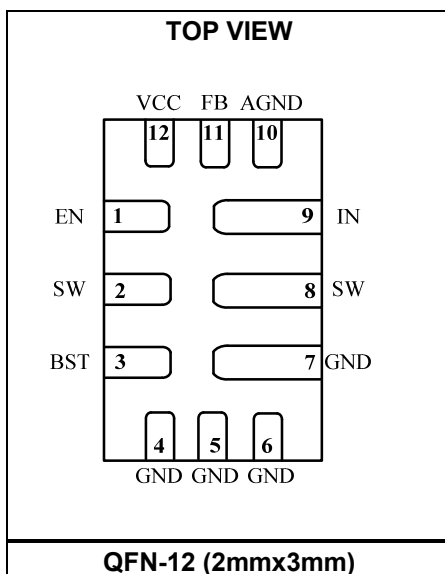 TOP VIEW
VCC FB AGND
12 11 10
EN 1 9 IN
SW 2 8 SW
BST 3 7 GND
4 5 6
GND GND GND
QFN-12 (2mmx3mm)